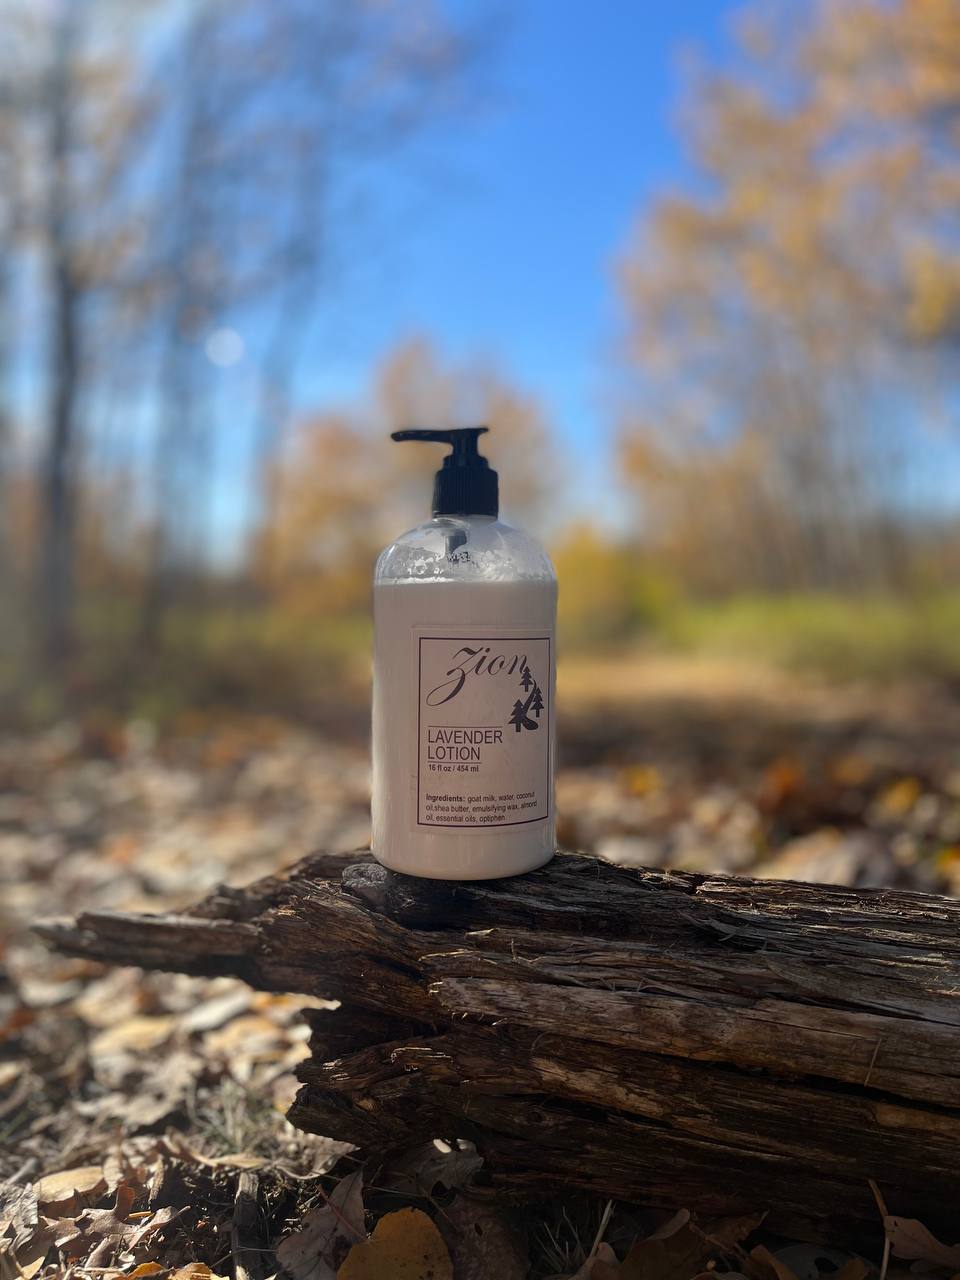 zion
LAVENDER
LOTION
16 fl oz / 454 ml
Ingredients: goat milk, water, coconut
oil,shea butter, emulsifying wax, almond
oil, essential oils, optiphen